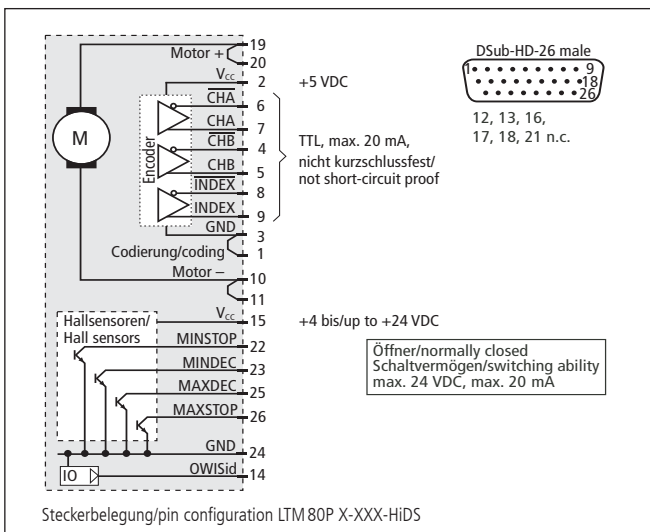 DSub-HD-26 male
1 9
18
26
12, 13, 16,
17, 18, 21 n.c.
Motor + 19
20
VCC 2 +5 VDC
CHA 6
CHA 7
CHB 4
CHB 5
INDEX 8
INDEX 9
GND 3
Codierung/coding 1
Motor – 10
11
M
Encoder
TTL, max. 20 mA,
nicht kurzschlussfest/
not short-circuit proof
VCC 15 +4 bis/up to +24 VDC
Hallsensoren/
Hall sensors
MINSTOP 22
MINDEC 23
MAXDEC 25
MAXSTOP 26
GND 24
OWISid 14
IO
Öffner/normally closed
Schaltvermögen/switching ability
max. 24 VDC, max. 20 mA
Steckerbelegung/pin configuration LTM 80P X-XXX-HiDS